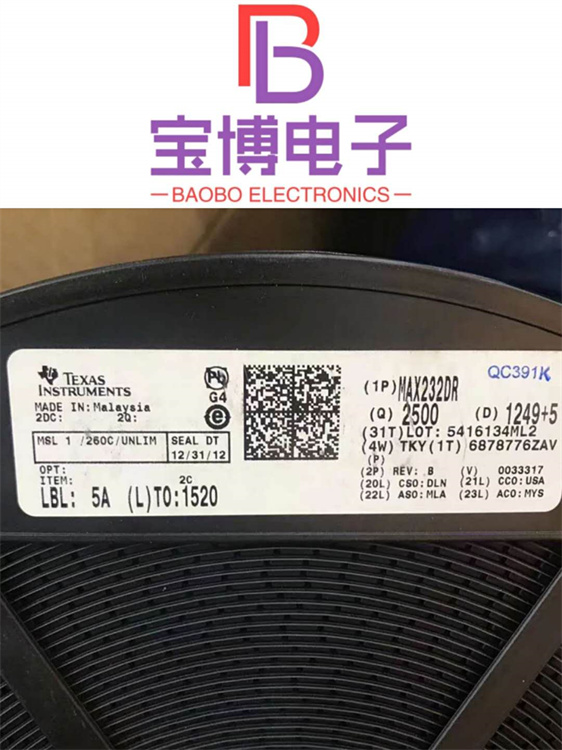 宝博电子
BAOBO ELECTRONICS
TEXAS
INSTRUMENTS
MADE IN: Malaysia
2DC: 2Q:
Pb
G4
e
MSL 1 /260C/UNLIM SEAL DT
12/31/12
OPT:
ITEM: 2C
LBL: 5A (L)TO:1520
QC391K
(1P)MAX232DR
(Q) 2500 (D) 1249+5
(31T)LOT: 5416134ML2
(4W) TKY(1T) 6878776ZAV
(P)
(2P) REV: B (V) 0033317
(20L) CSO:DLN (21L) CCO:USA
(22L) ASO:MLA (23L) ACO:MYS